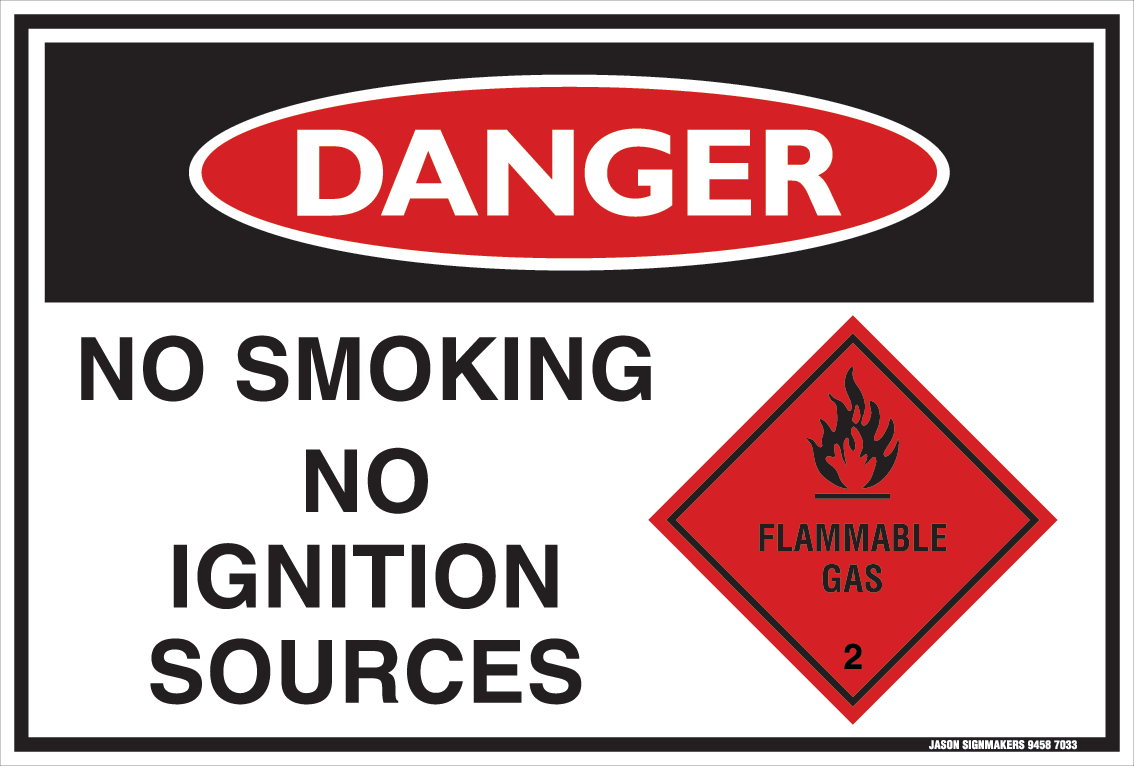 DANGER
NO SMOKING
NO
IGNITION
SOURCES
FLAMMABLE
GAS
2
JASON SIGNMAKERS 9458 7033